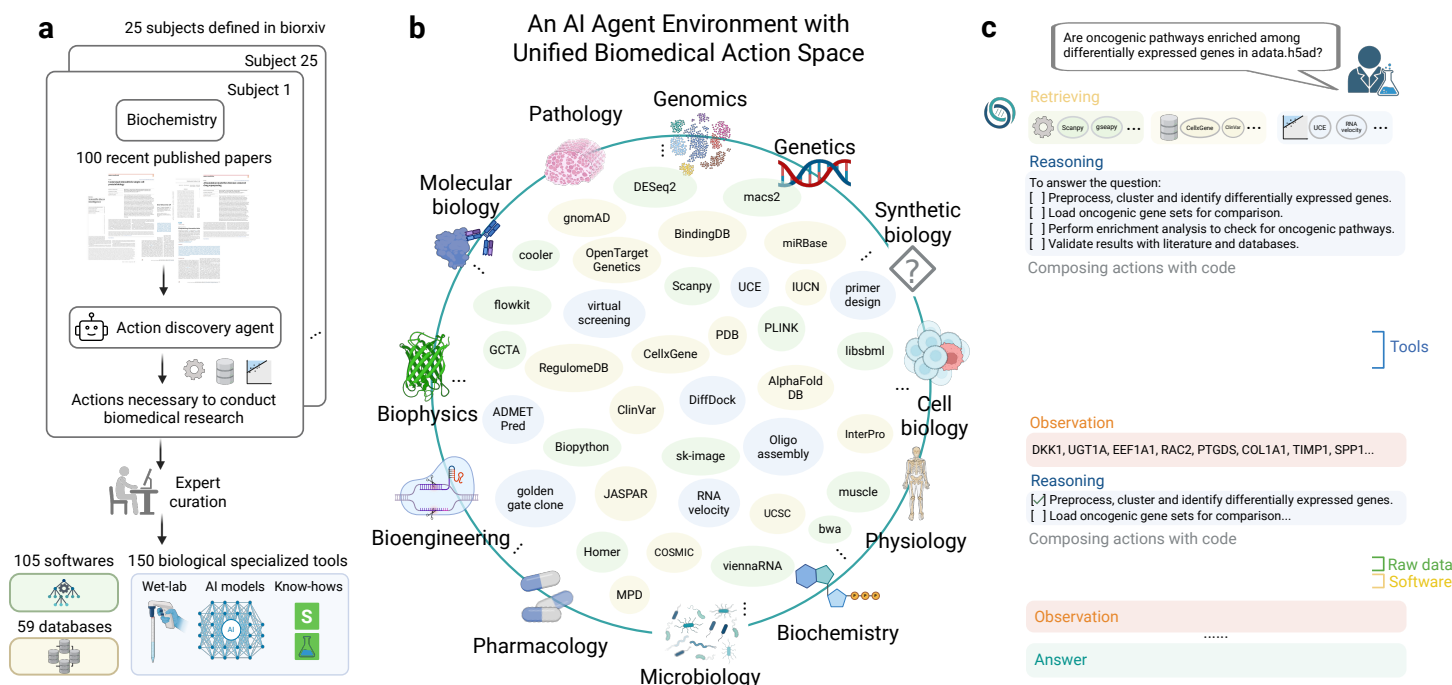 a
25 subjects defined in biorxiv
Subject 25
Subject 1
Biochemistry
100 recent published papers
Action discovery agent
Actions necessary to conduct
biomedical research
Expert
curation
105 softwares
59 databases
150 biological specialized tools
Wet-lab
AI models
Know-hows
AI
S
b
An AI Agent Environment with
Unified Biomedical Action Space
Pathology
Genomics
Genetics
Molecular
biology
Synthetic
biology
?
Biophysics
Cell
biology
Bioengineering
Physiology
Pharmacology
Biochemistry
Microbiology
DESeq2
macs2
gnomAD
BindingDB
miRBase
cooler
OpenTarget
Genetics
Scanpy
UCE
IUCN
primer
design
flowkit
virtual
screening
PDB
PLINK
libsbml
GCTA
RegulomeDB
CellxGene
AlphaFold
DB
ADMET
Pred
ClinVar
DiffDock
InterPro
Biopython
sk-image
Oligo
assembly
golden
gate clone
JASPAR
RNA
velocity
UCSC
muscle
bwa
Homer
COSMIC
viennaRNA
MPD
P
P
P
c
Are oncogenic pathways enriched among
differentially expressed genes in adata.h5ad?
Retrieving
Scanpy
gseapy
...
CellxGene
ClinVar
...
UCE
RNA
velocity
...
Reasoning
To answer the question:
[ ] Preprocess, cluster and identify differentially expressed genes.
[ ] Load oncogenic gene sets for comparison.
[ ] Perform enrichment analysis to check for oncogenic pathways.
[ ] Validate results with literature and databases.
Composing actions with code
Tools
Observation
DKK1, UGT1A, EEF1A1, RAC2, PTGDS, COL1A1, TIMP1, SPP1...
Reasoning
[✓] Preprocess, cluster and identify differentially expressed genes.
[ ] Load oncogenic gene sets for comparison...
Composing actions with code
Raw data
Software
Observation
......
Answer